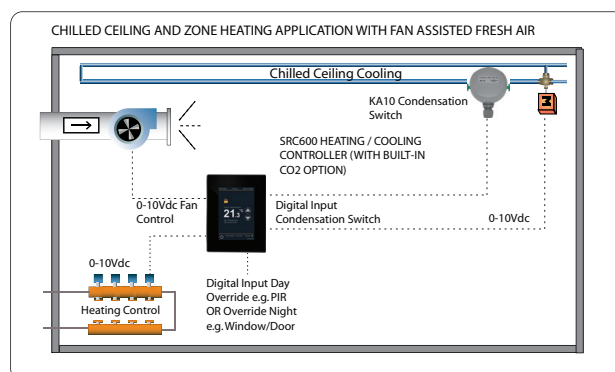 CHILLED CEILING AND ZONE HEATING APPLICATION WITH FAN ASSISTED FRESH AIR
Chilled Ceiling Cooling
KA10 Condensation
Switch
M
SRC600 HEATING / COOLING
CONTROLLER (WITH BUILT-IN
CO2 OPTION)
0-10Vdc Fan
Control
21.
Digital Input
Condensation Switch
0-10Vdc
0-10Vdc
Heating Control
Digital Input Day
Override e.g. PIR
OR Override Night
e.g. Window/Door